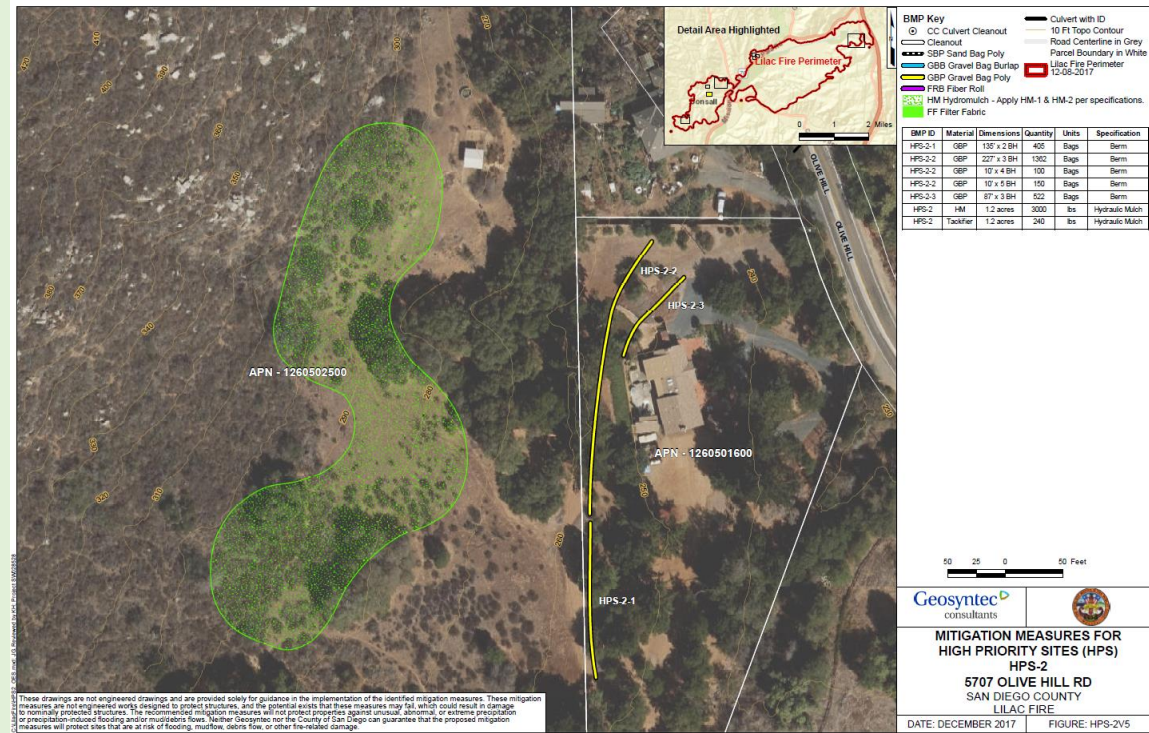 Detail Area Highlighted
Lilac Fire Perimeter
Bonsall
0 1 2 Miles
BMP Key
CC Culvert Cleanout
Cleanout
SBP Sand Bag Poly
GBB Gravel Bag Burlap
GBP Gravel Bag Poly
FRB Fiber Roll
HM Hydromulch - Apply HM-1 & HM-2 per specifications.
FF Filter Fabric
Culvert with ID
10 Ft Topo Contour
Road Centerline in Grey
Parcel Boundary in White
Lilac Fire Perimeter
12-08-2017
BMP ID Material Dimensions Quantity Units Specification
HPS-2-1 GBP 135' x 2 BH 405 Bags Berm
HPS-2-2 GBP 227' x 3 BH 1362 Bags Berm
HPS-2-2 GBP 10' x 4 BH 100 Bags Berm
HPS-2-2 GBP 10' x 5 BH 150 Bags Berm
HPS-2-3 GBP 87' x 3 BH 522 Bags Berm
HPS-2 HM 1.2 acres 3000 lbs Hydraulic Mulch
HPS-2 Tackifier 1.2 acres 240 lbs Hydraulic Mulch
OLIVE HILL
OLIVE HILL
HPS-2-2
HPS-2-3
APN - 1260502500
APN - 1260501600
HPS-2-1
50 25 0 50 Feet
Geosyntec
consultants
MITIGATION MEASURES FOR
HIGH PRIORITY SITES (HPS)
HPS-2
5707 OLIVE HILL RD
SAN DIEGO COUNTY
LILAC FIRE
DATE: DECEMBER 2017 FIGURE: HPS-2V5
These drawings are not engineered drawings and are provided solely for guidance in the implementation of the identified mitigation measures. These mitigation
measures are not engineered works designed to protect structures, and the potential exists that these measures may fail, which could result in damage
to nominally protected structures. The recommended mitigation measures will not protect properties against unusual, abnormal, or extreme precipitation
or precipitation-induced flooding and/or mud/debris flows. Neither Geosyntec nor the County of San Diego can guarantee that the proposed mitigation
measures will protect sites that are at risk of flooding, mudflow, debris flow, or other fire-related damage.